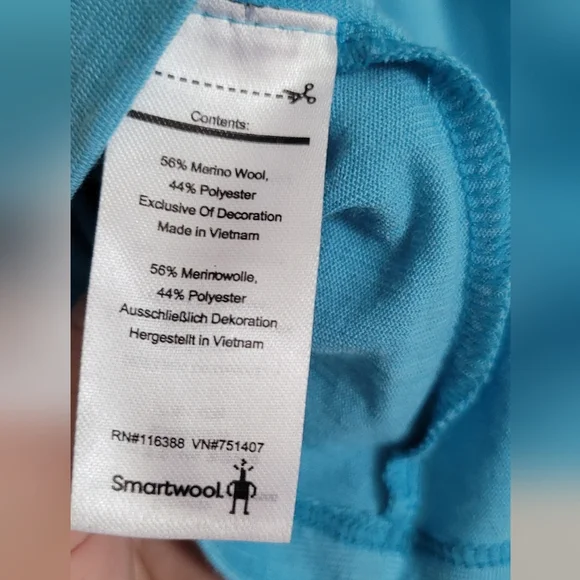 Contents:
56% Merino Wool,
44% Polyester
Exclusive Of Decoration
Made in Vietnam
56% Merinowolle,
44% Polyester
Ausschließlich Dekoration
Hergestellt in Vietnam
RN#116388 VN#751407
Smartwool